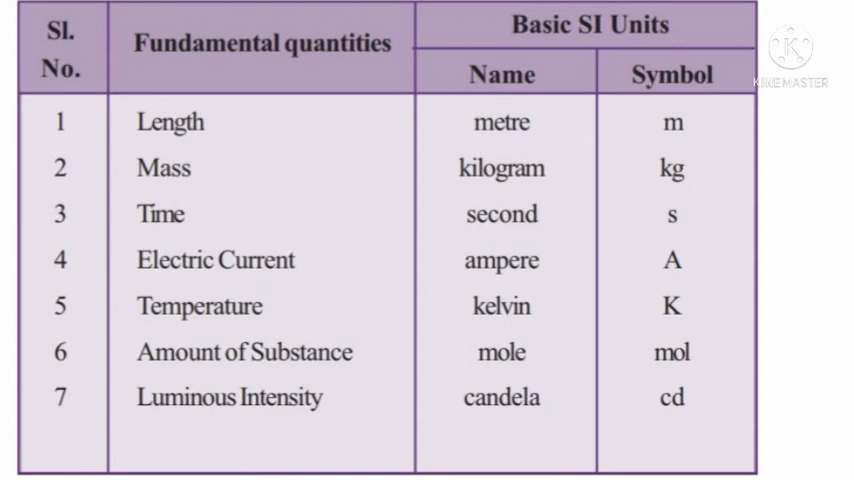 Sl. No. Fundamental quantities Basic SI Units
Name Symbol
1 Length metre m
2 Mass kilogram kg
3 Time second s
4 Electric Current ampere A
5 Temperature kelvin K
6 Amount of Substance mole mol
7 Luminous Intensity candela cd
K
KINEMASTER